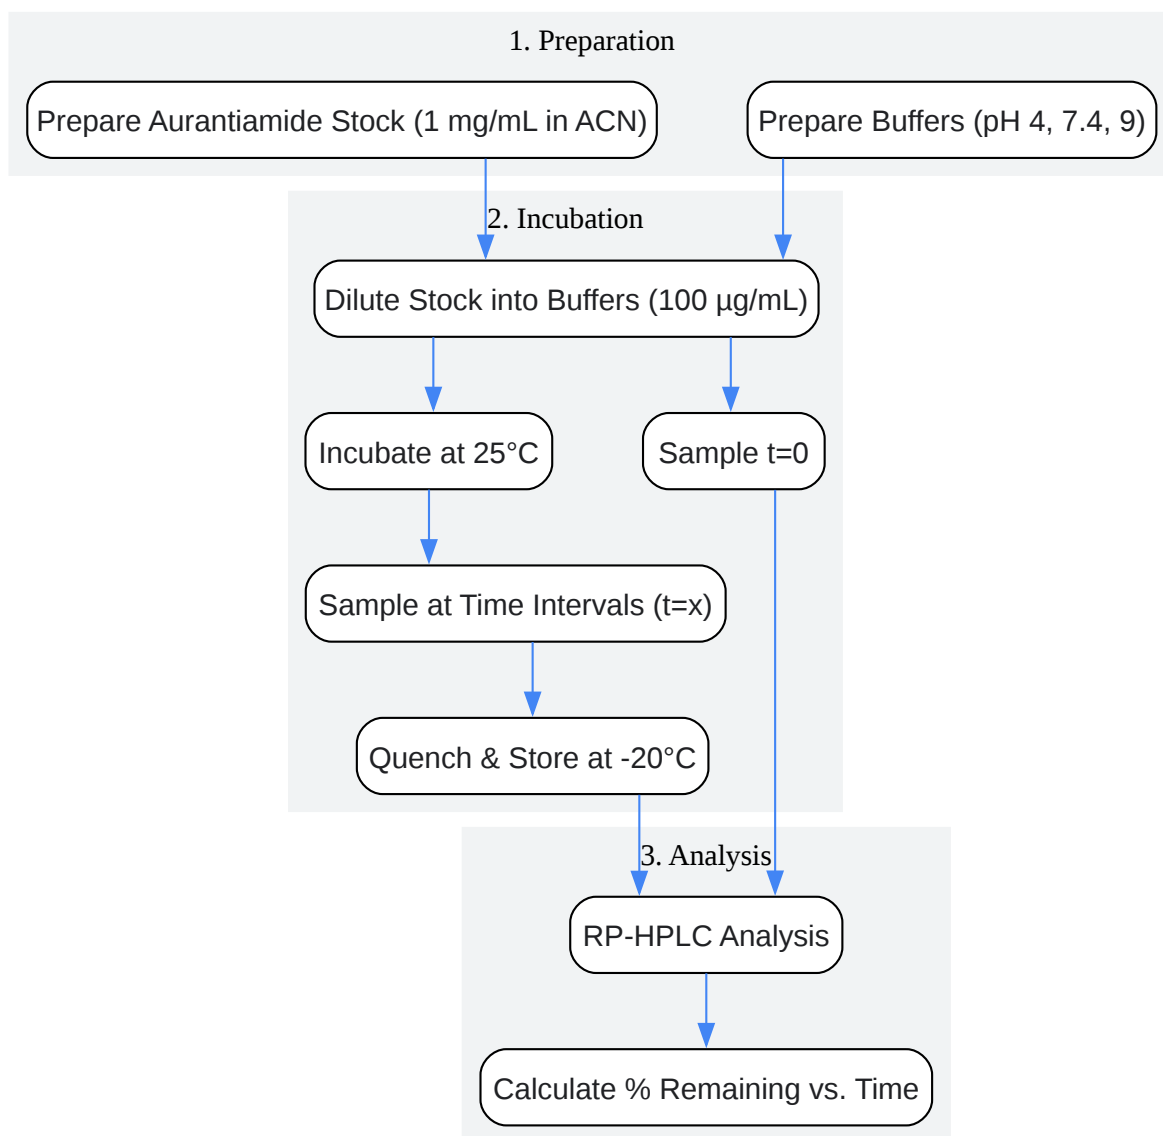 1. Preparation
Prepare Aurantiamide Stock (1 mg/mL in ACN)
Prepare Buffers (pH 4, 7.4, 9)
2. Incubation
Dilute Stock into Buffers (100 µg/mL)
Incubate at 25°C
Sample t=0
Sample at Time Intervals (t=x)
Quench & Store at -20°C
3. Analysis
RP-HPLC Analysis
Calculate % Remaining vs. Time